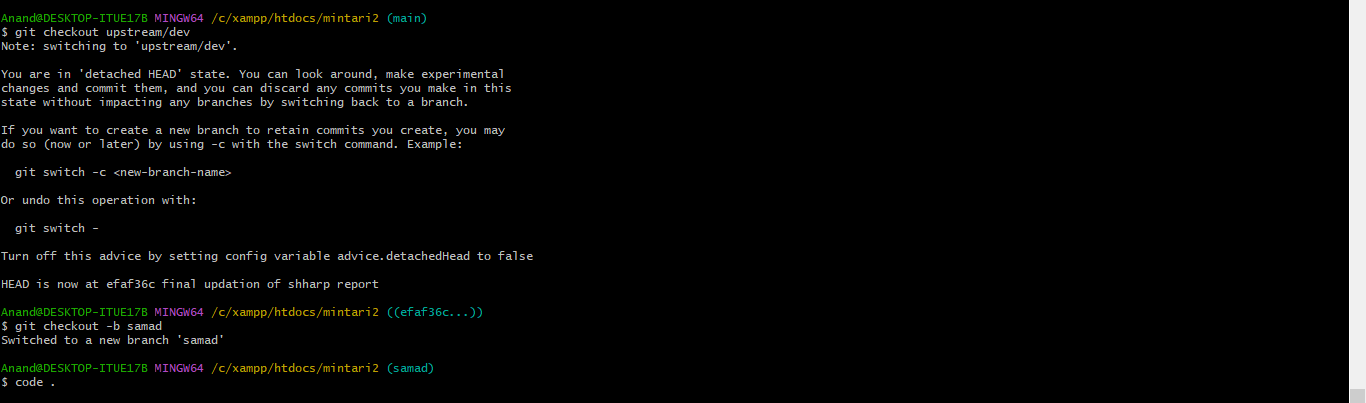 Anand@DESKTOP-ITUE17B MINGW64 /c/xampp/htdocs/mintari2 (main)
$ git checkout upstream/dev
Note: switching to 'upstream/dev'.
You are in 'detached HEAD' state. You can look around, make experimental
changes and commit them, and you can discard any commits you make in this
state without impacting any branches by switching back to a branch.
If you want to create a new branch to retain commits you create, you may
do so (now or later) by using -c with the switch command. Example:
git switch -c <new-branch-name>
Or undo this operation with:
git switch -
Turn off this advice by setting config variable advice.detachedHead to false
HEAD is now at efaf36c final updation of shharp report
Anand@DESKTOP-ITUE17B MINGW64 /c/xampp/htdocs/mintari2 ((efaf36c...))
$ git checkout -b samad
Switched to a new branch 'samad'
Anand@DESKTOP-ITUE17B MINGW64 /c/xampp/htdocs/mintari2 (samad)
$ code .